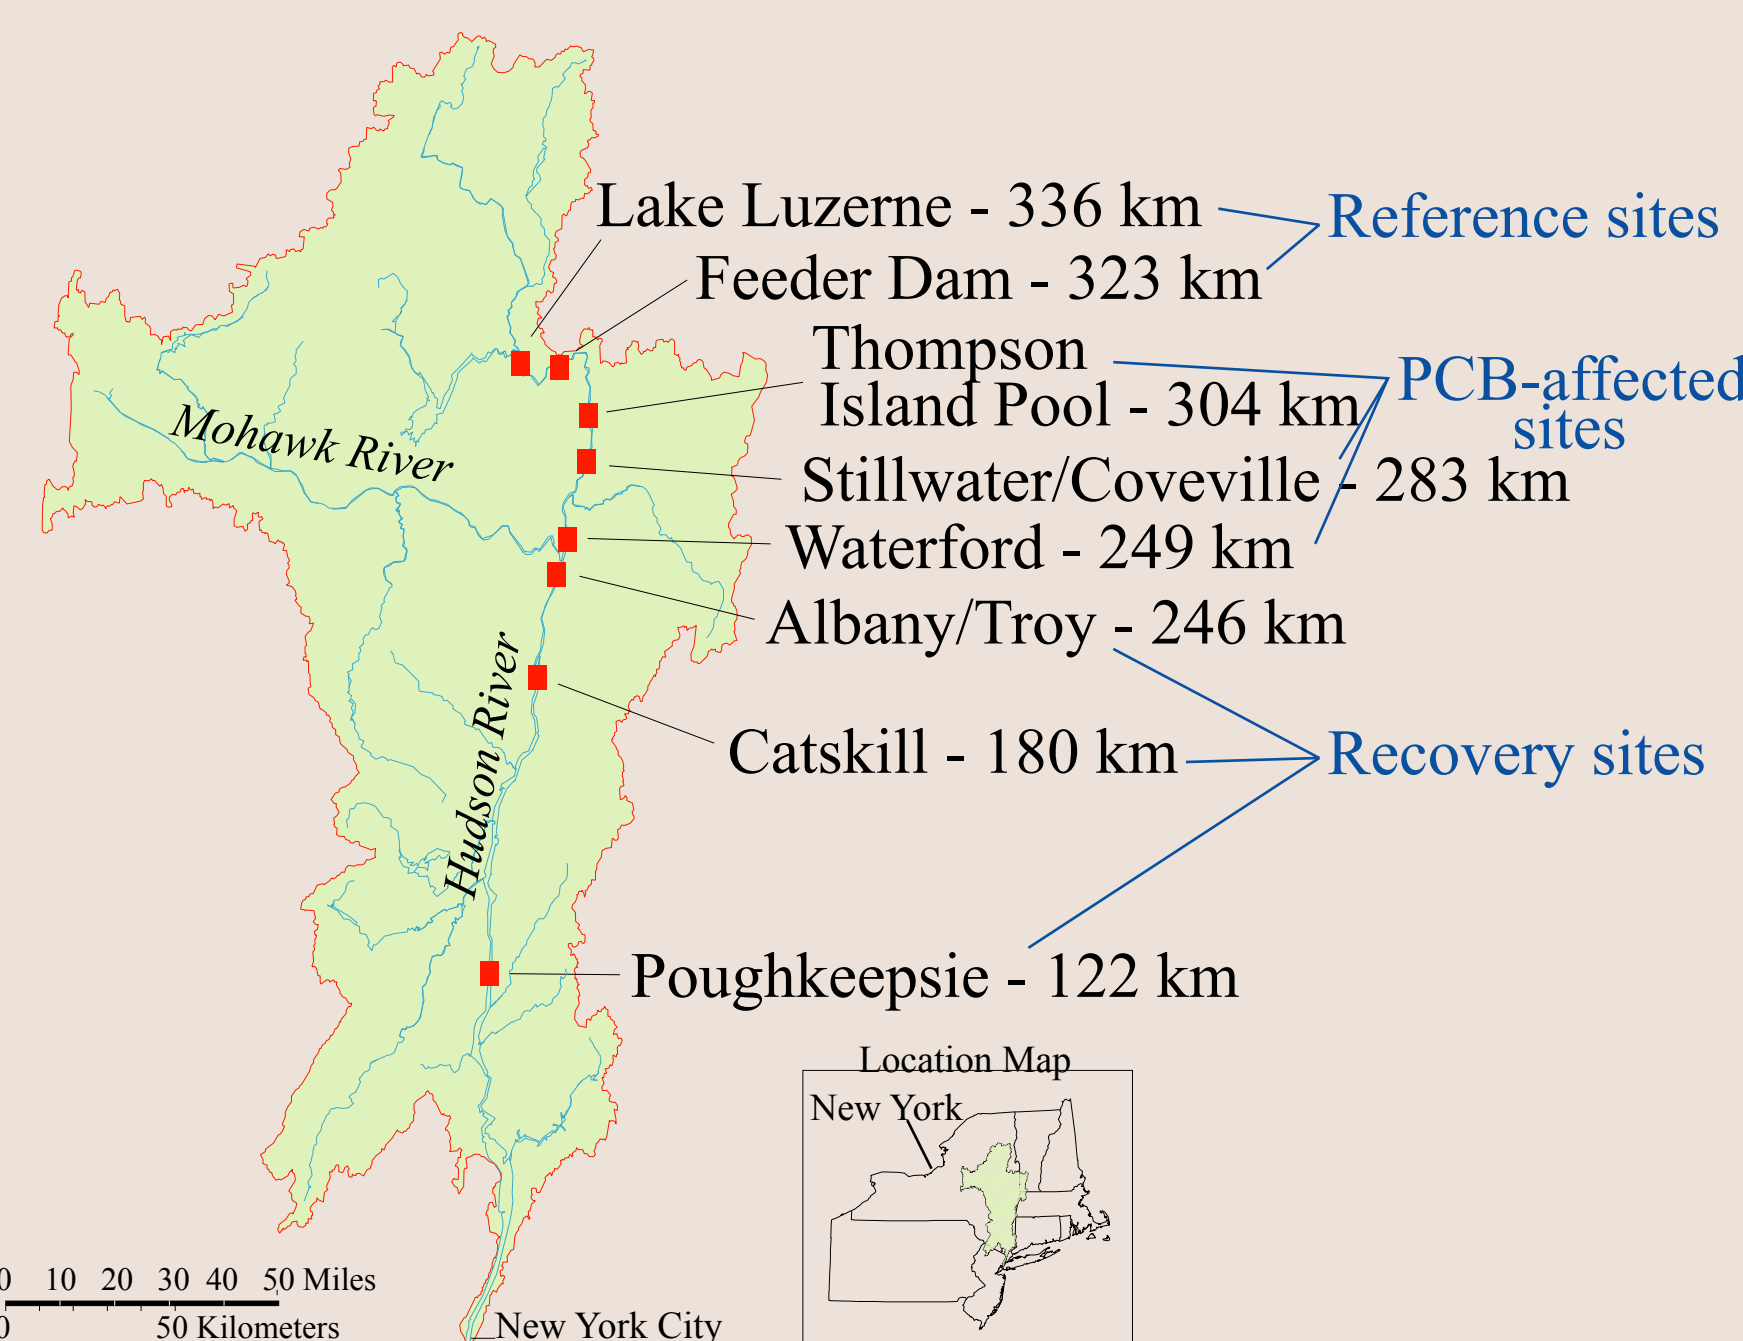 Lake Luzerne - 336 km
Reference sites
Feeder Dam - 323 km
Thompson
Island Pool - 304 km
PCB-affected
sites
Stillwater/Coveville - 283 km
Waterford - 249 km
Albany/Troy - 246 km
Mohawk River
Hudson River
Catskill - 180 km
Recovery sites
Poughkeepsie - 122 km
Location Map
New York
0 10 20 30 40 50 Miles
0 50 Kilometers
New York City